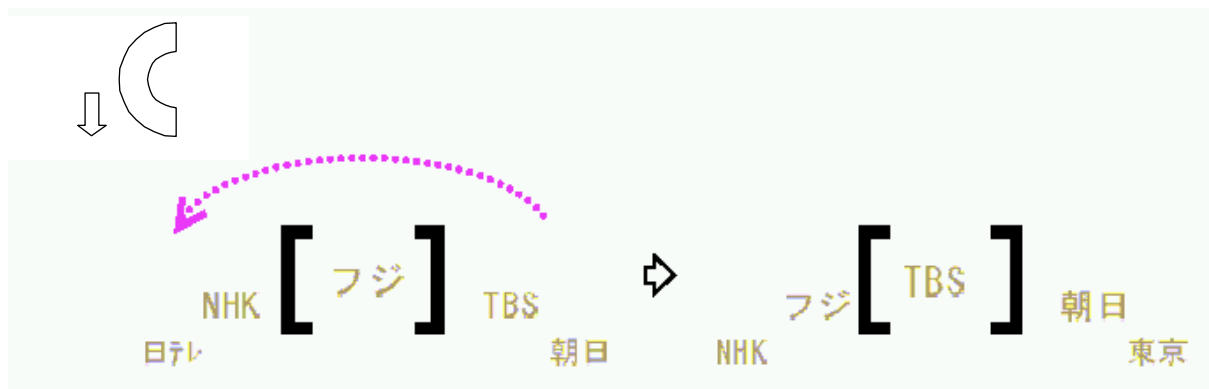 NHK [ フジ ] TBS
日テレ 朝日
フジ [ TBS ] 朝日
NHK 東京